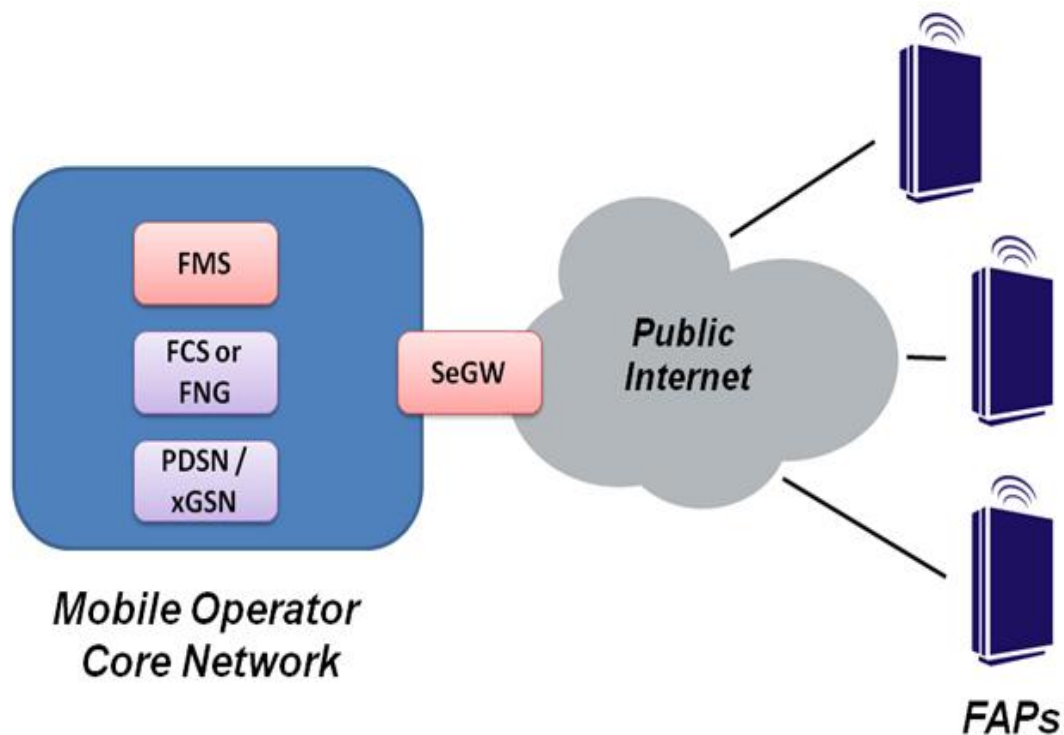 FMS
FCS or
FNG
PDSN /
xGSN
SeGW
Public
Internet
Mobile Operator
Core Network
FAPs